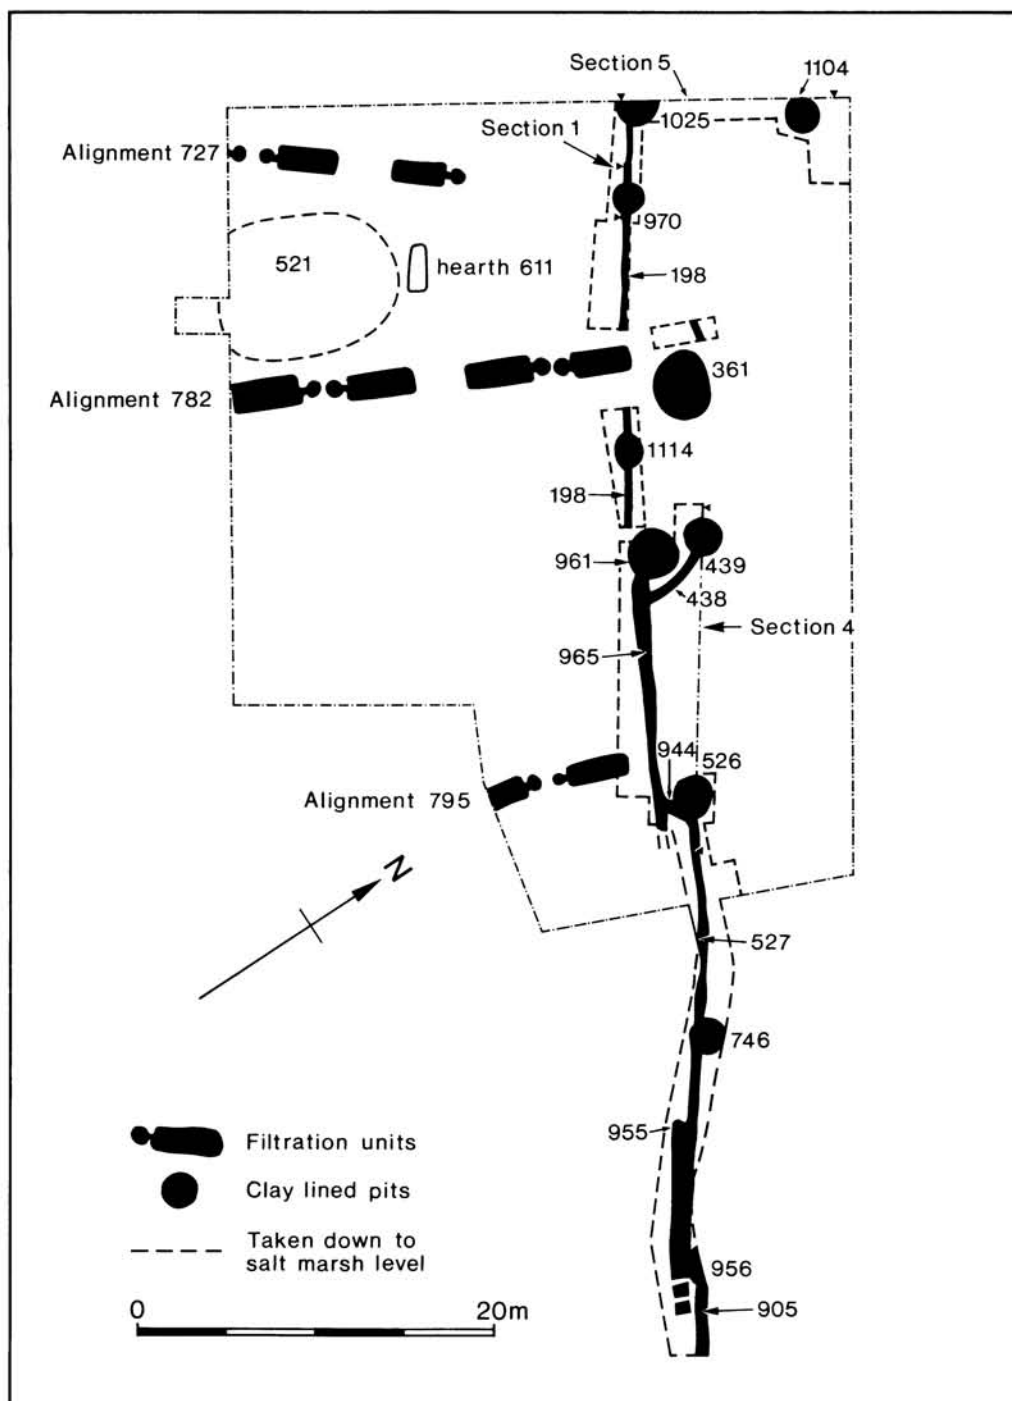 Section 5
1104
1025
Section 1
Alignment 727
970
521
hearth 611
198
361
Alignment 782
1114
198
961
439
438
Section 4
965
944
526
Alignment 795
N
527
746
955
Filtration units
Clay lined pits
Taken down to
salt marsh level
956
905
0
20m